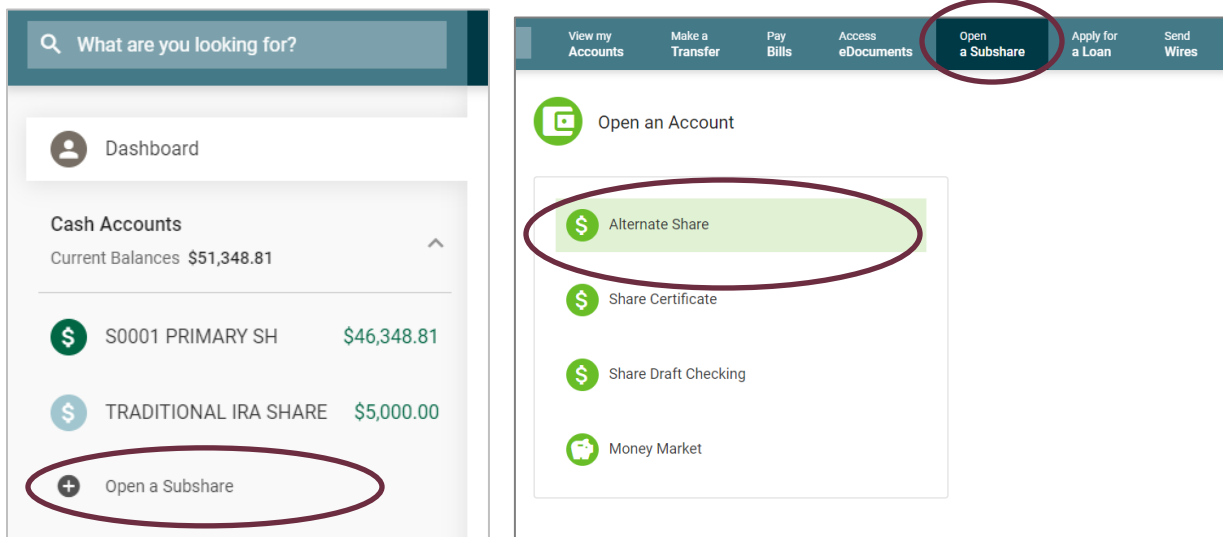 What are you looking for?
Dashboard
Cash Accounts
Current Balances $51,348.81
S0001 PRIMARY SH $46,348.81
TRADITIONAL IRA SHARE $5,000.00
Open a Subshare
View my
Accounts
Make a
Transfer
Pay
Bills
Access
eDocuments
Open
a Subshare
Apply for
a Loan
Send
Wires
Open an Account
Alternate Share
Share Certificate
Share Draft Checking
Money Market